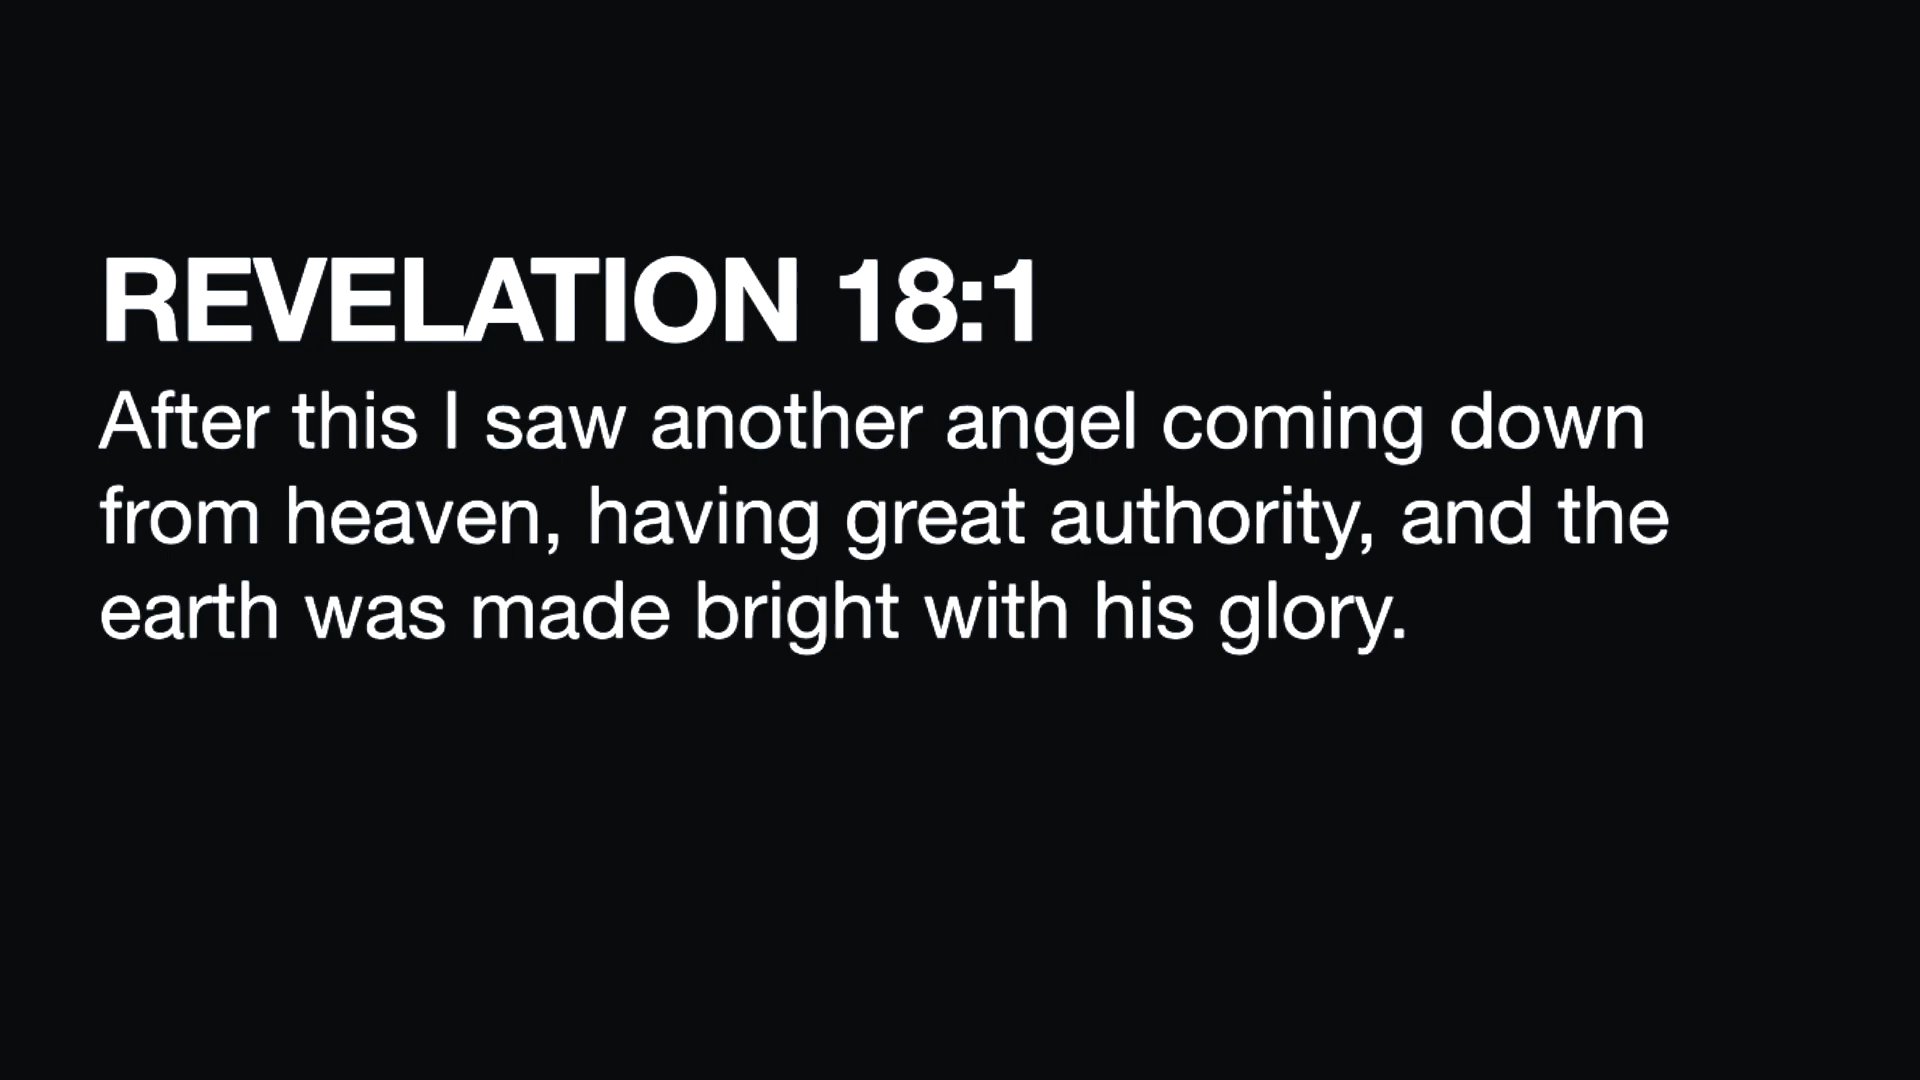 REVELATION 18:1
After this I saw another angel coming down
from heaven, having great authority, and the
earth was made bright with his glory.